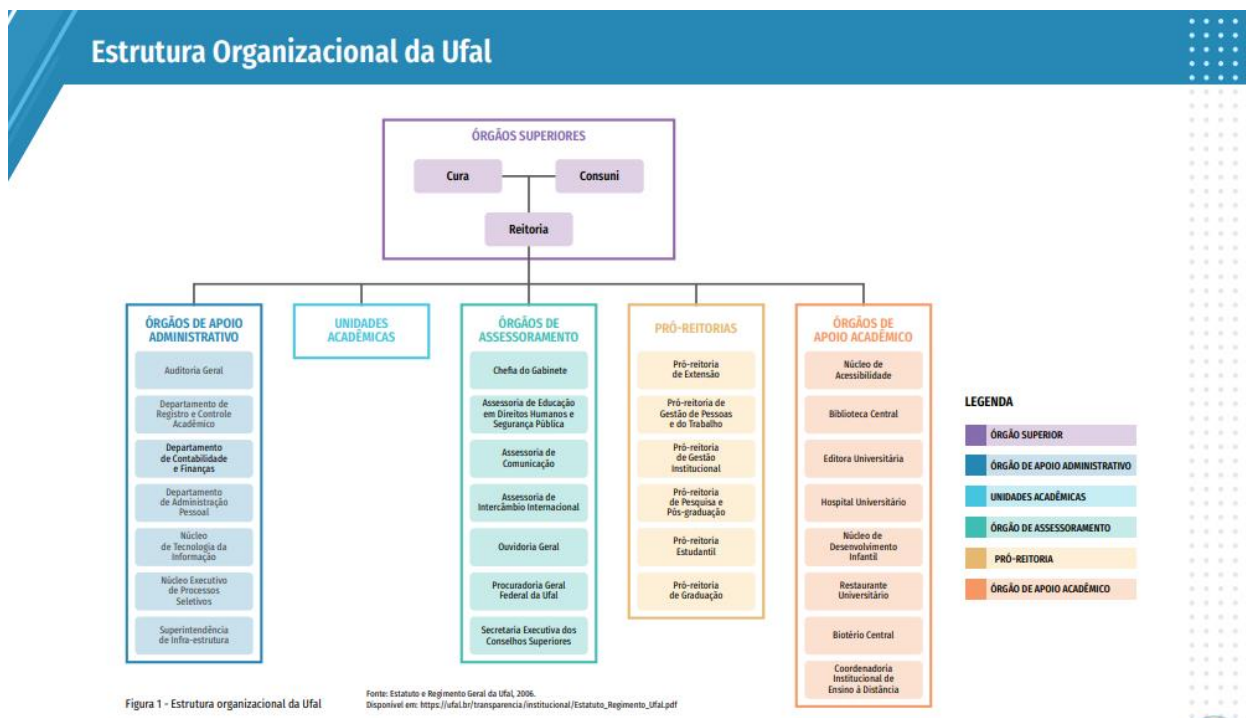 Estrutura Organizacional da Ufal
ÓRGÃOS SUPERIORES
Cura
Consuni
Reitoria
ÓRGÃOS DE APOIO
ADMINISTRATIVO
Auditoria Geral
Departamento de
Registro e Controle
Acadêmico
Departamento
de Contabilidade
e Finanças
Departamento
de Administração
Pessoal
Núcleo
de Tecnologia da
Informação
Núcleo Executivo
de Processos
Seletivos
Superintendência
de Infra-estrutura
UNIDADES
ACADÊMICAS
ÓRGÃOS DE
ASSESSORAMENTO
Chefia do Gabinete
Assessoria de Educação
em Direitos Humanos e
Segurança Pública
Assessoria de
Comunicação
Assessoria de
Intercâmbio Internacional
Ouvidoria Geral
Procuradoria Geral
Federal da Ufal
Secretaria Executiva dos
Conselhos Superiores
PRÓ-REITORIAS
Pró-reitoria
de Extensão
Pró-reitoria de
Gestão de Pessoas
e do Trabalho
Pró-reitoria
de Gestão
Institucional
Pró-reitoria
de Pesquisa e
Pós-graduação
Pró-reitoria
Estudantil
Pró-reitoria
de Graduação
ÓRGÃOS DE
APOIO ACADÊMICO
Núcleo de
Acessibilidade
Biblioteca Central
Editora Universitária
Hospital Universitário
Núcleo de
Desenvolvimento
Infantil
Restaurante
Universitário
Biotério Central
Coordenadoria
Institucional de
Ensino à Distância
LEGENDA
ÓRGÃO SUPERIOR
ÓRGÃO DE APOIO ADMINISTRATIVO
UNIDADES ACADÊMICAS
ÓRGÃO DE ASSESSORAMENTO
PRÓ-REITORIA
ÓRGÃO DE APOIO ACADÊMICO
Figura 1 - Estrutura organizacional da Ufal
Fonte: Estatuto e Regimento Geral da Ufal, 2006.
Disponível em: https://ufal.br/transparencia/institucional/Estatuto_Regimento_Ufal.pdf